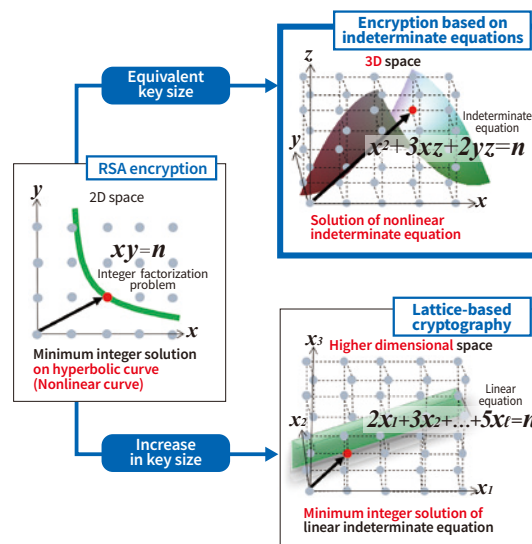 Encryption based on
indeterminate equations
Equivalent
key size
z
3D space
Indeterminate
equation
y
x²+3xz+2yz=n
x
Solution of nonlinear
indeterminate equation
RSA encryption
y
2D space
xy=n
Integer factorization
problem
x
Minimum integer solution
on hyperbolic curve
(Nonlinear curve)
Lattice-based
cryptography
x₃
Higher dimensional space
Linear
equation
x₂
2x₁+3x₂+...+5xℓ=n
x₁
Increase
in key size
Minimum integer solution of
linear indeterminate equation